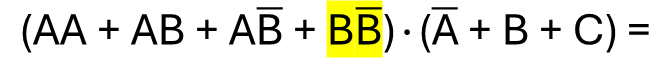 (AA + AB + AB̅ + BB̅) · (A̅ + B + C) =